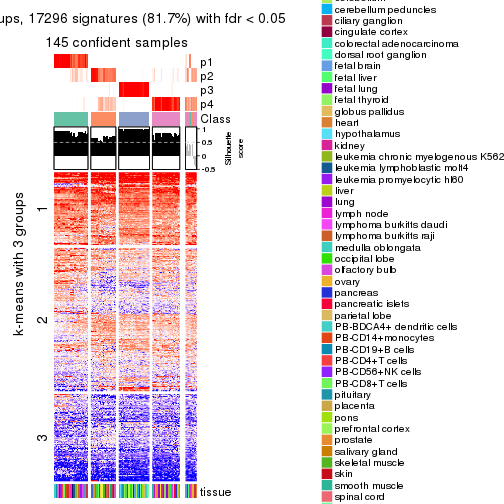 ups, 17296 signatures (81.7%) with fdr < 0.05
145 confident samples
p1
p2
p3
p4
Class
1
0.5
0
-0.5
Silhouette
score
k-means with 3 groups
1
2
3
tissue
cerebellum peduncles
ciliary ganglion
cingulate cortex
colorectal adenocarcinoma
dorsal root ganglion
fetal brain
fetal liver
fetal lung
fetal thyroid
globus pallidus
heart
hypothalamus
kidney
leukemia chronic myelogenous K562
leukemia lymphoblastic molt4
leukemia promyelocytic hl60
liver
lung
lymph node
lymphoma burkitts daudi
lymphoma burkitts raji
medulla oblongata
occipital lobe
olfactory bulb
ovary
pancreas
pancreatic islets
parietal lobe
PB-BDCA4+ dendritic cells
PB-CD14+monocytes
PB-CD19+B cells
PB-CD4+T cells
PB-CD56+NK cells
PB-CD8+T cells
pituitary
placenta
pons
prefrontal cortex
prostate
salivary gland
skeletal muscle
skin
smooth muscle
spinal cord